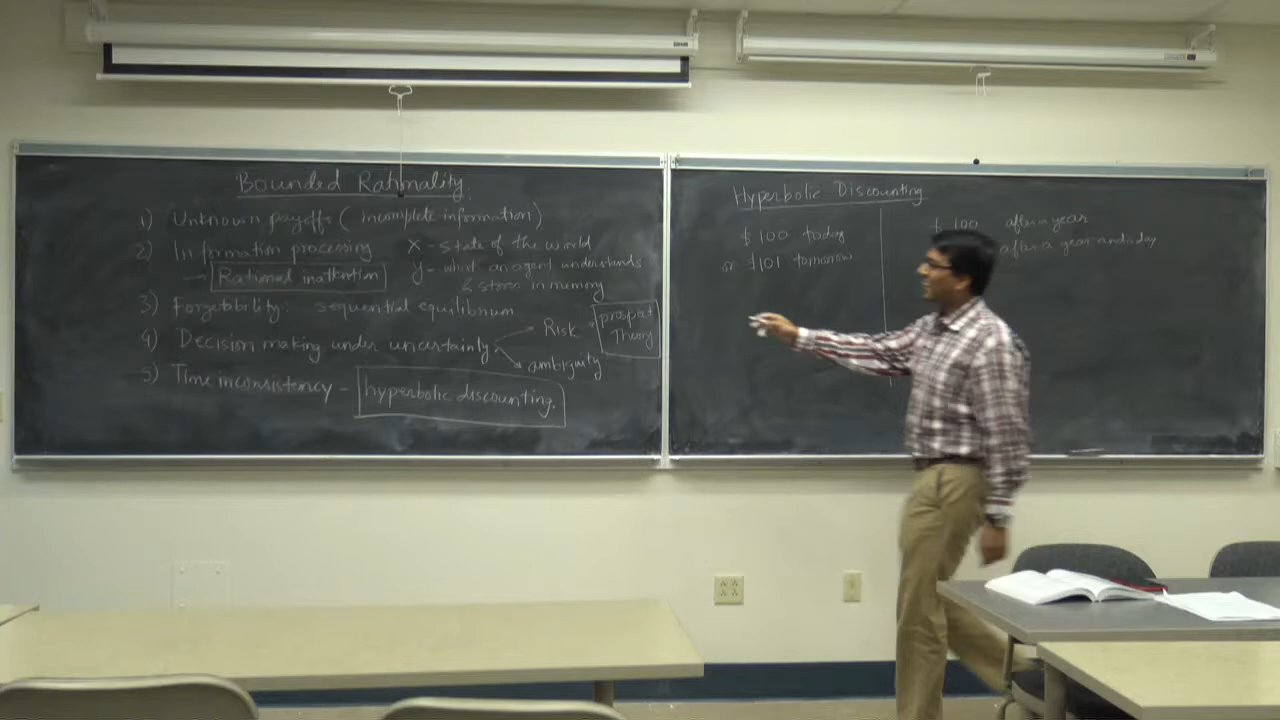 Bounded Rationality
1) Unknown payoffs (incomplete information)
2) Information processing
→ Rational inattention
x - state of the world
y - what an agent understands
& stores in memory
3) Forgetability: sequential equilibrium
4) Decision making under uncertainty
Risk
prospect
Theory
ambiguity
5) Time inconsistency - hyperbolic discounting.
Hyperbolic Discounting
$100 today
or $101 tomorrow
$100 after a year
after a year and a day